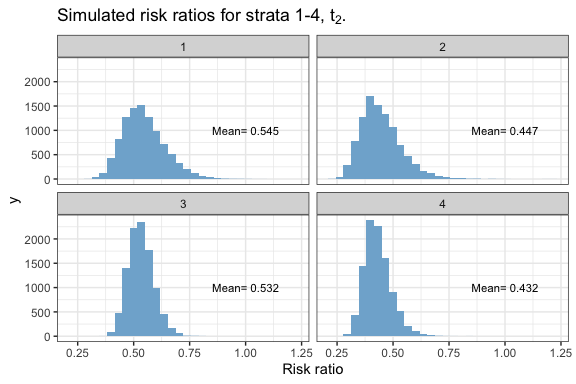 Simulated risk ratios for strata 1-4, t₂.
1
2
2000
1500
1000
500
0
Mean= 0.545
Mean= 0.447
y
3
4
2000
1500
1000
500
0
Mean= 0.532
Mean= 0.432
0.25 0.50 0.75 1.00 1.25
0.25 0.50 0.75 1.00 1.25
Risk ratio